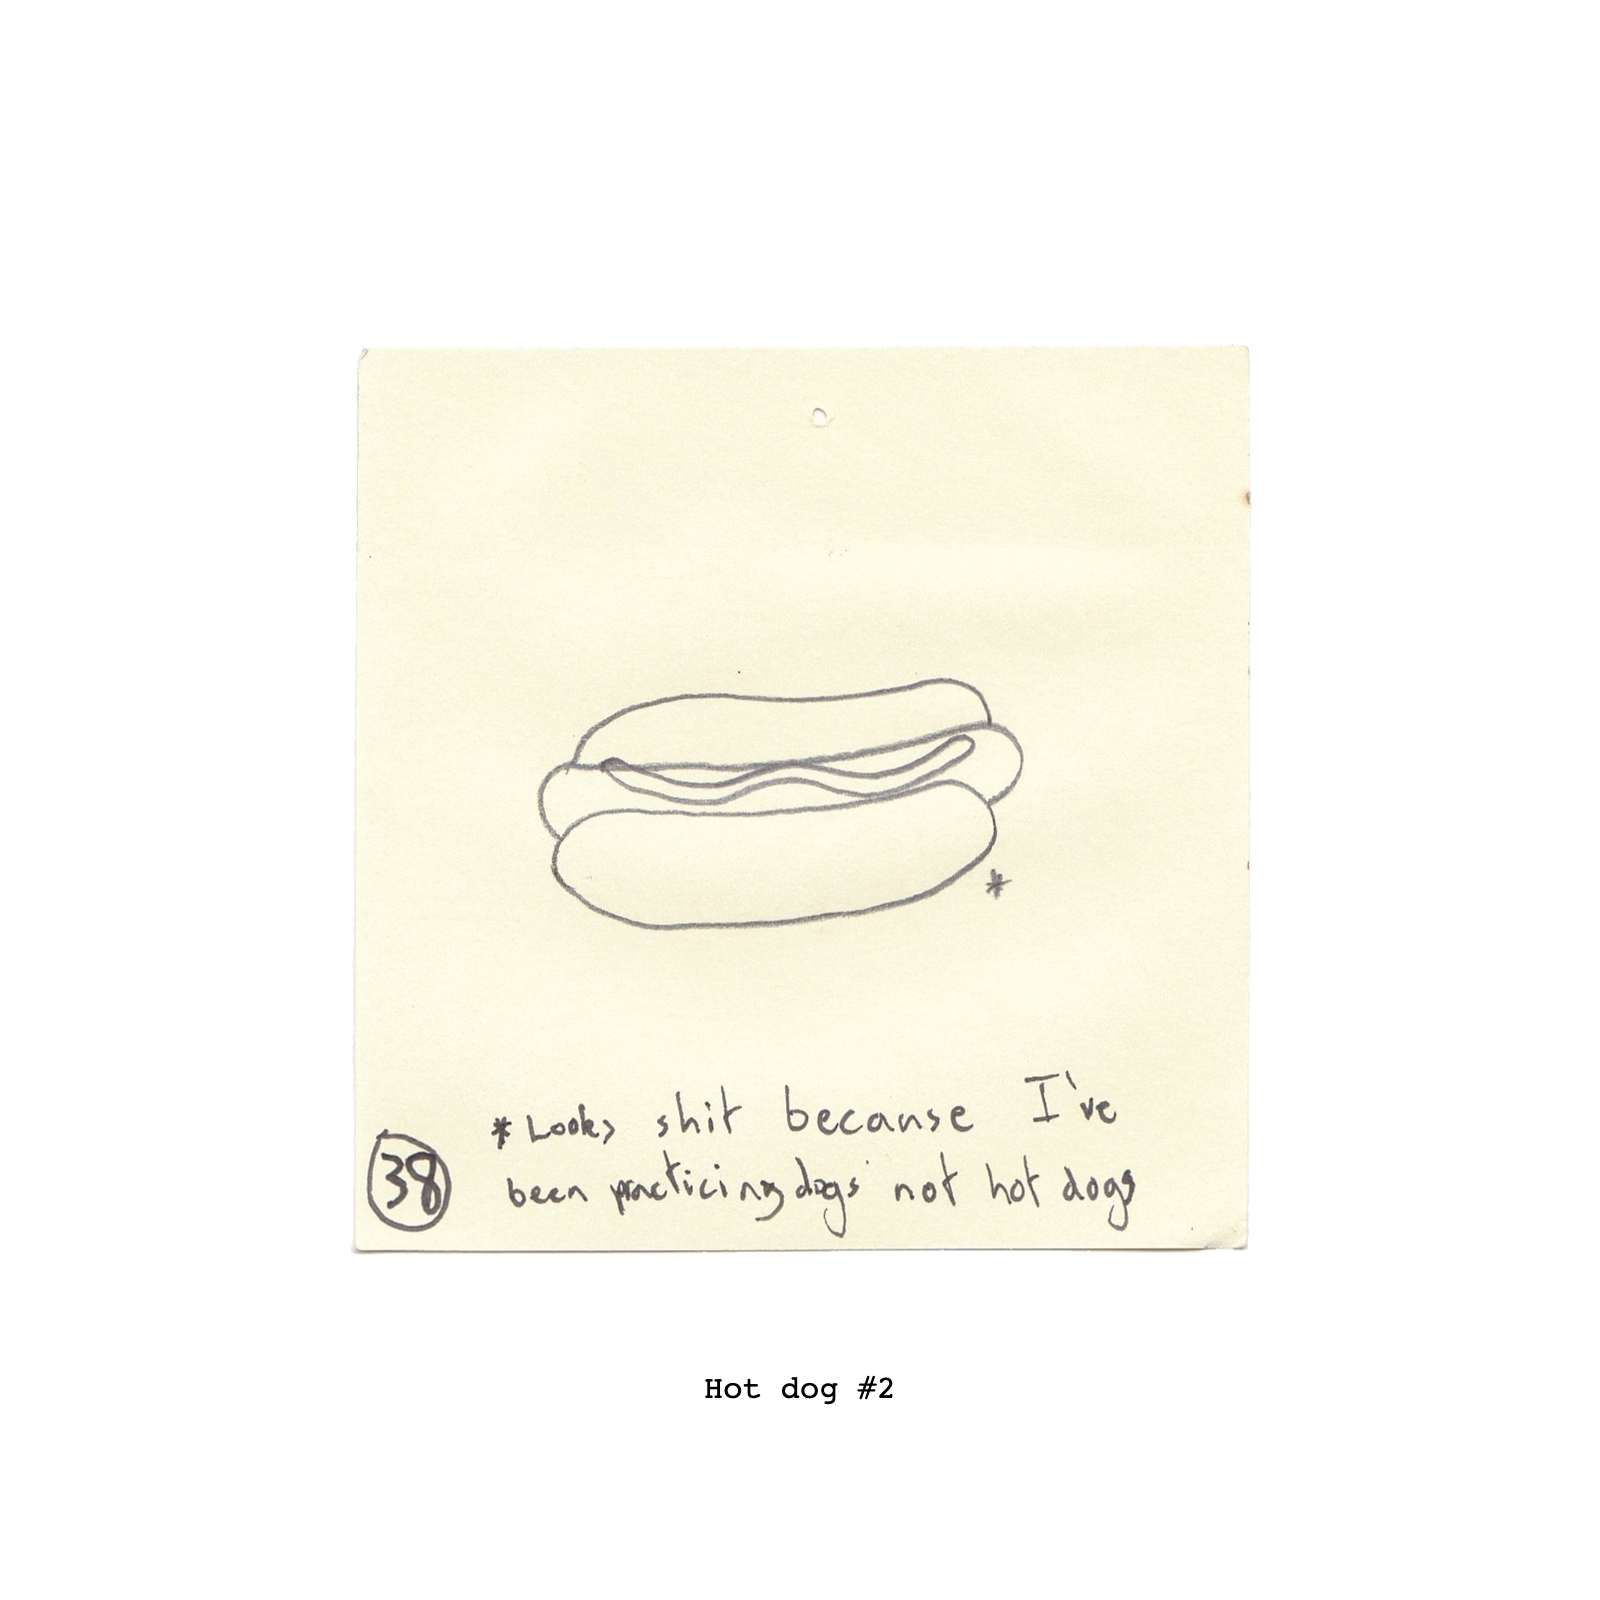 *
*Looks shit because I've
been practicing dogs not hot dogs
38
Hot dog #2